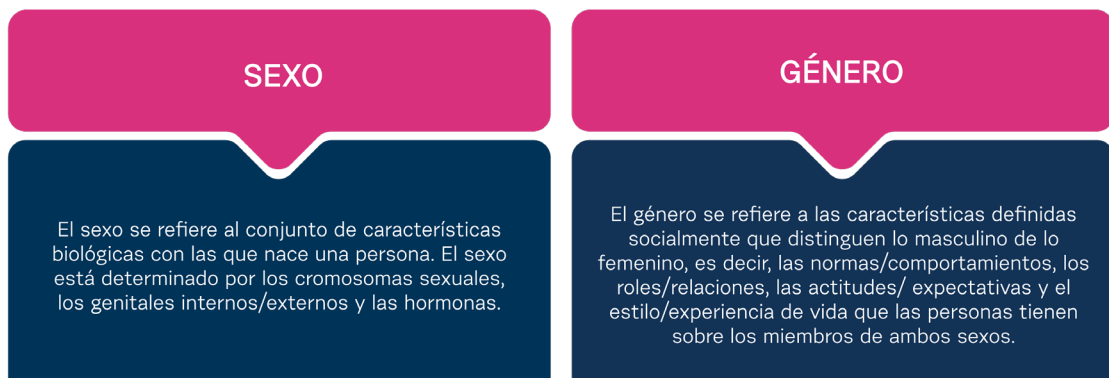 SEXO
El sexo se refiere al conjunto de características
biológicas con las que nace una persona. El sexo
está determinado por los cromosomas sexuales,
los genitales internos/externos y las hormonas.
GÉNERO
El género se refiere a las características definidas
socialmente que distinguen lo masculino de lo
femenino, es decir, las normas/comportamientos, los
roles/relaciones, las actitudes/ expectativas y el
estilo/experiencia de vida que las personas tienen
sobre los miembros de ambos sexos.